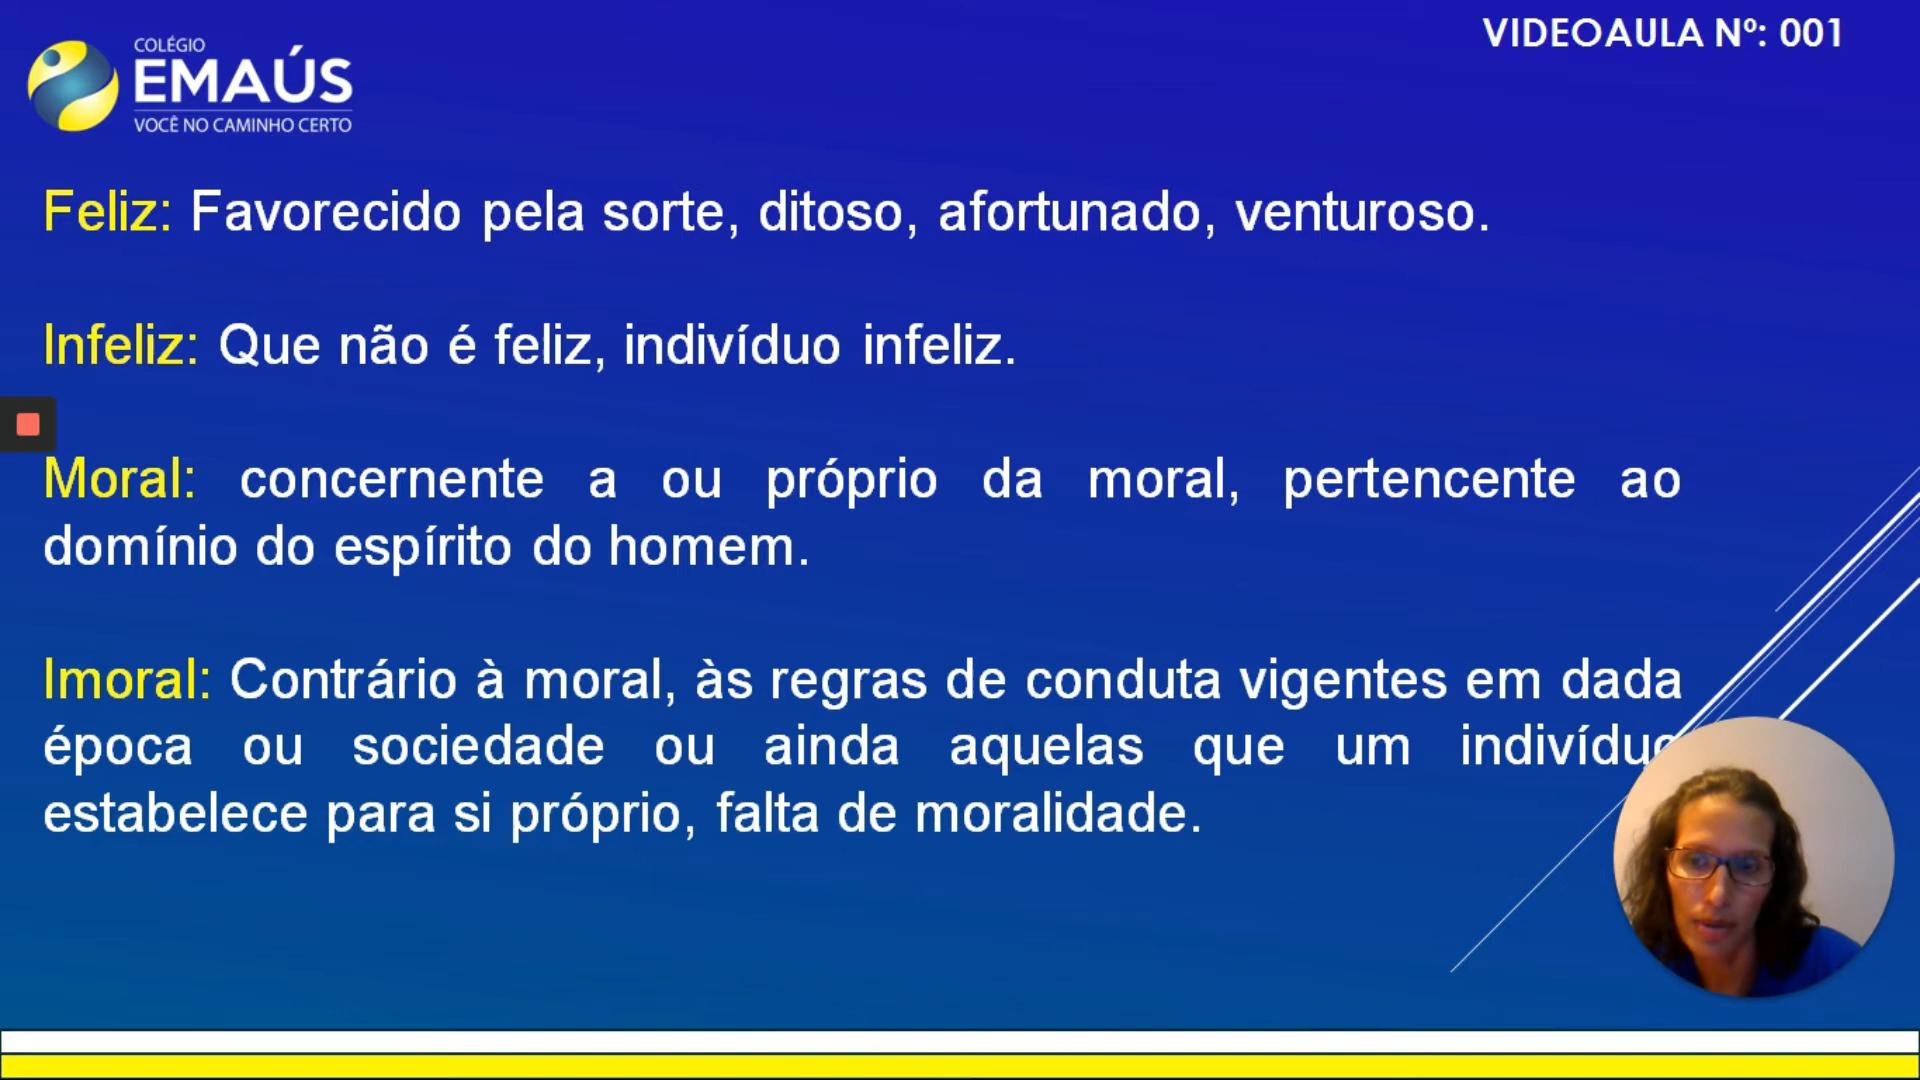 VIDEOAULA Nº: 001
COLÉGIO
EMAÚS
VOCÊ NO CAMINHO CERTO
Feliz: Favorecido pela sorte, ditoso, afortunado, venturoso.
Infeliz: Que não é feliz, indivíduo infeliz.
Moral: concernente a ou próprio da moral, pertencente ao
domínio do espírito do homem.
Imoral: Contrário à moral, às regras de conduta vigentes em dada
época ou sociedade ou ainda aquelas que um indivíduo
estabelece para si próprio, falta de moralidade.